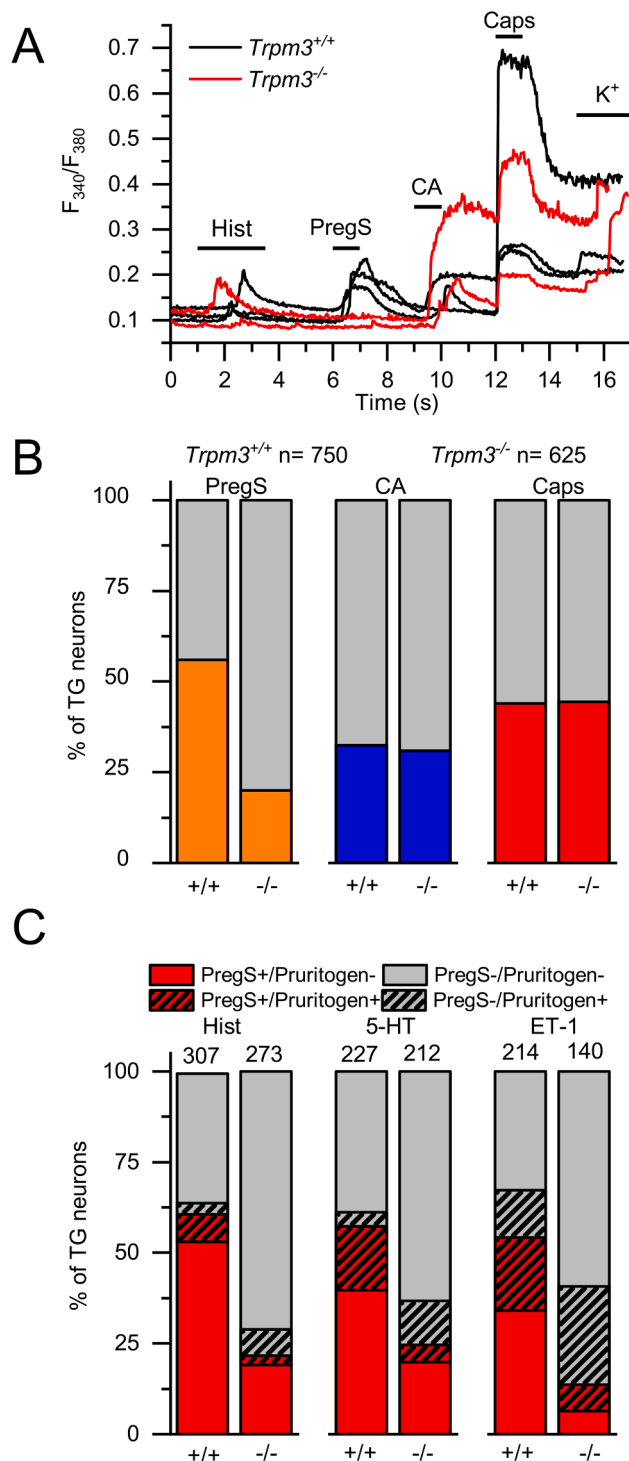 A
Trpm3+/+
Trpm3-/-
Caps
K+
CA
Hist
PregS
F340/F380
0.7
0.6
0.5
0.4
0.3
0.2
0.1
0 2 4 6 8 10 12 14 16
Time (s)
B
Trpm3+/+ n= 750 Trpm3-/- n= 625
PregS CA Caps
% of TG neurons
100
75
50
25
0
+/+ -/- +/+ -/- +/+ -/-
C
PregS+/Pruritogen- PregS-/Pruritogen-
PregS+/Pruritogen+ PregS-/Pruritogen+
Hist 5-HT ET-1
307 273 227 212 214 140
% of TG neurons
100
75
50
25
0
+/+ -/- +/+ -/- +/+ -/-